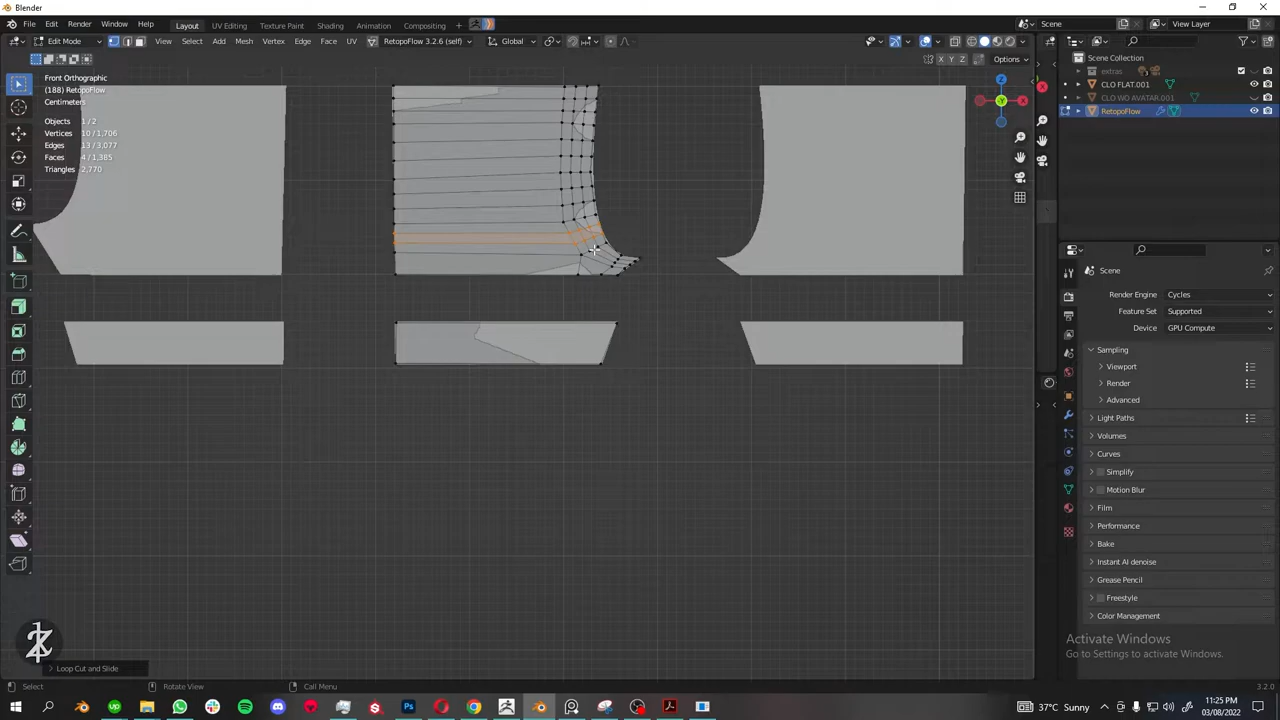 Blender
File Edit Render Window Help
Layout UV Editing Texture Paint Shading Animation Compositing +
Scene
View Layer
Edit Mode
View Select Add Mesh Vertex Edge Face UV
RetopoFlow 3.2.6 (self)
Global
X Y Z Options
Front Orthographic
(188) RetopoFlow
Centimeters
Objects 1 / 2
Vertices 10 / 1,706
Edges 13 / 3,077
Faces 4 / 1,385
Triangles 2,770
Y
X
Z
Scene Collection
extras
CLO FLAT.001
CLO WO AVATAR.001
RetopoFlow
Scene
Render Engine Cycles
Feature Set Supported
Device GPU Compute
Sampling
Viewport
Render
Advanced
Light Paths
Volumes
Curves
Simplify
Motion Blur
Film
Performance
Bake
Instant AI denoise
Grease Pencil
Freestyle
Color Management
Activate Windows
Go to Settings to activate Windows.
Loop Cut and Slide
Select
Rotate View
Call Menu
3.2.0
37°C Sunny
11:25 PM
03/08/2022